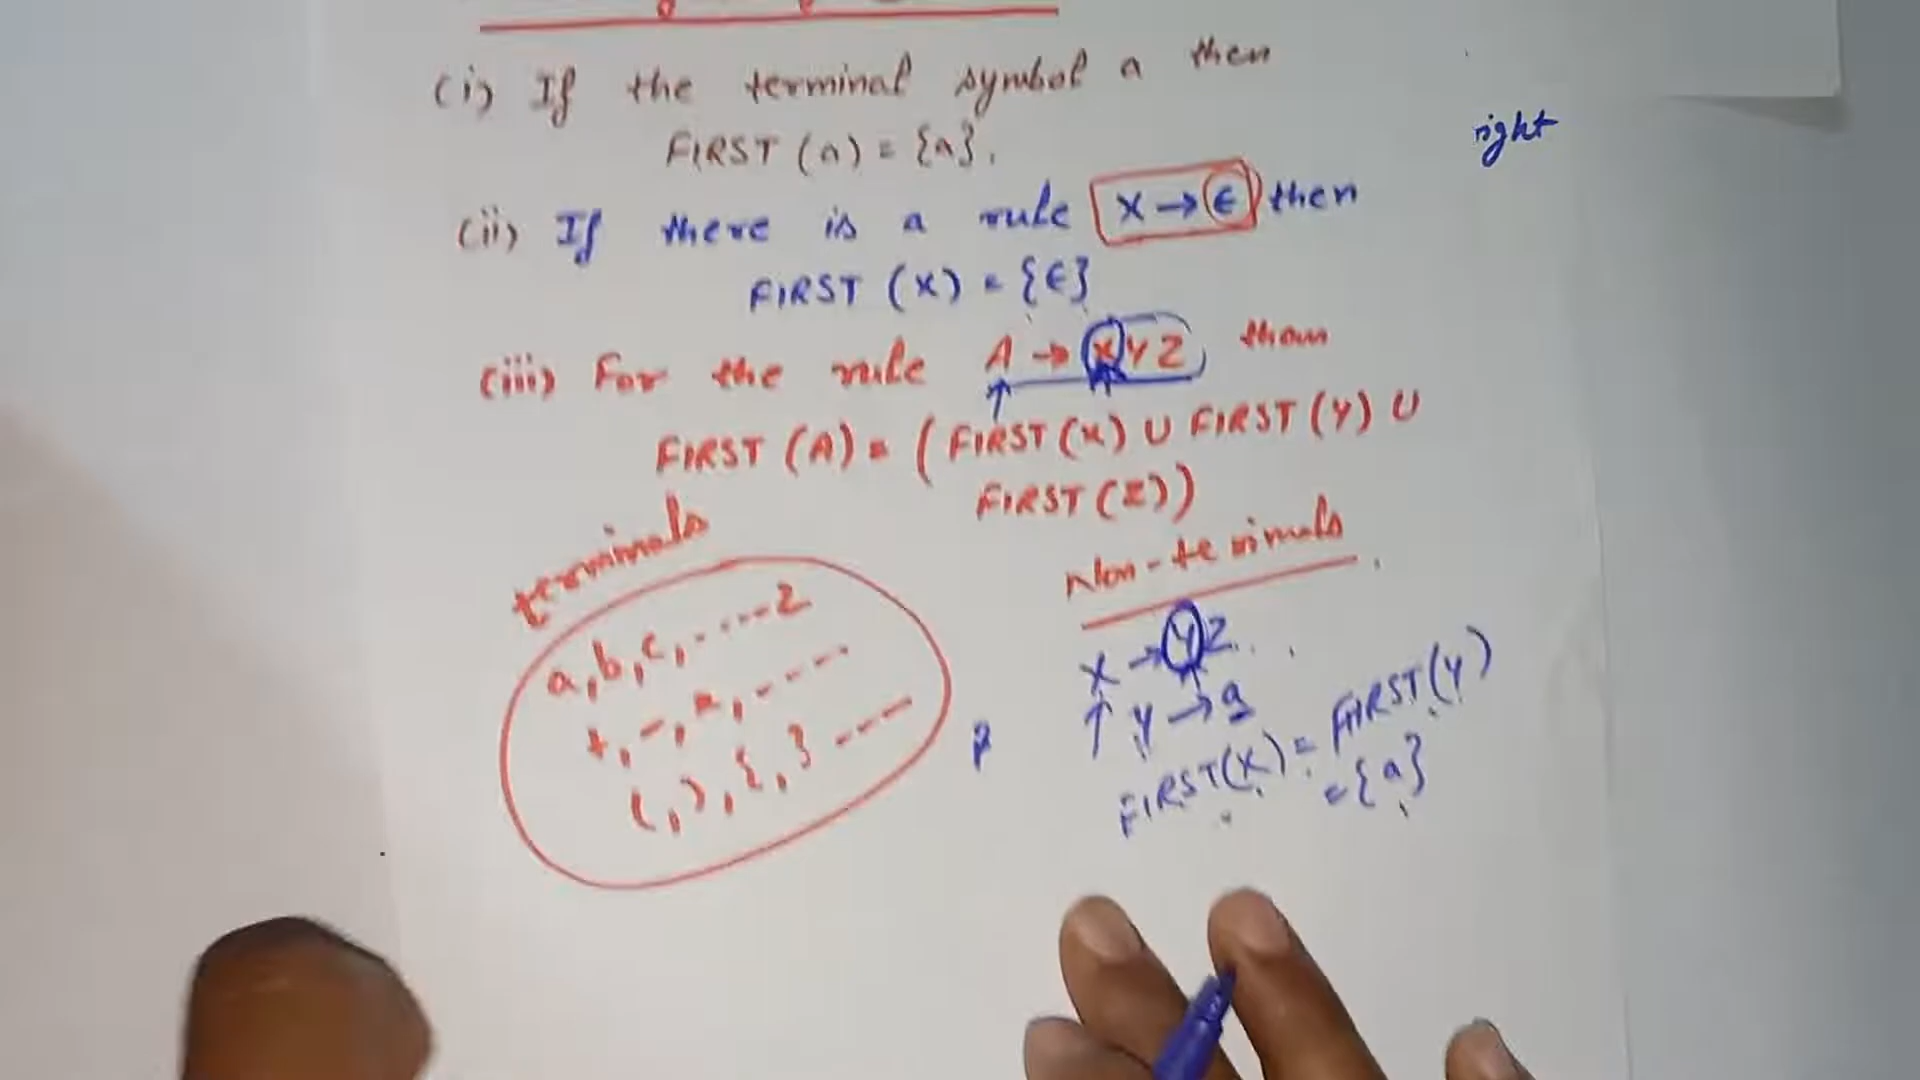 (i) If the terminal symbol a then
FIRST (a) = {a}.
right
(ii) If there is a rule X → ϵ then
FIRST (X) = {ϵ}
(iii) For the rule A → XYZ then
FIRST (A) = ( FIRST (X) U FIRST (Y) U
FIRST (Z))
terminals
a, b, c, ....z
+, -, *, ----
(, ), {, } ----
Non-terminals
X → YZ...
Y → a
FIRST(X) = FIRST(Y)
= {a}